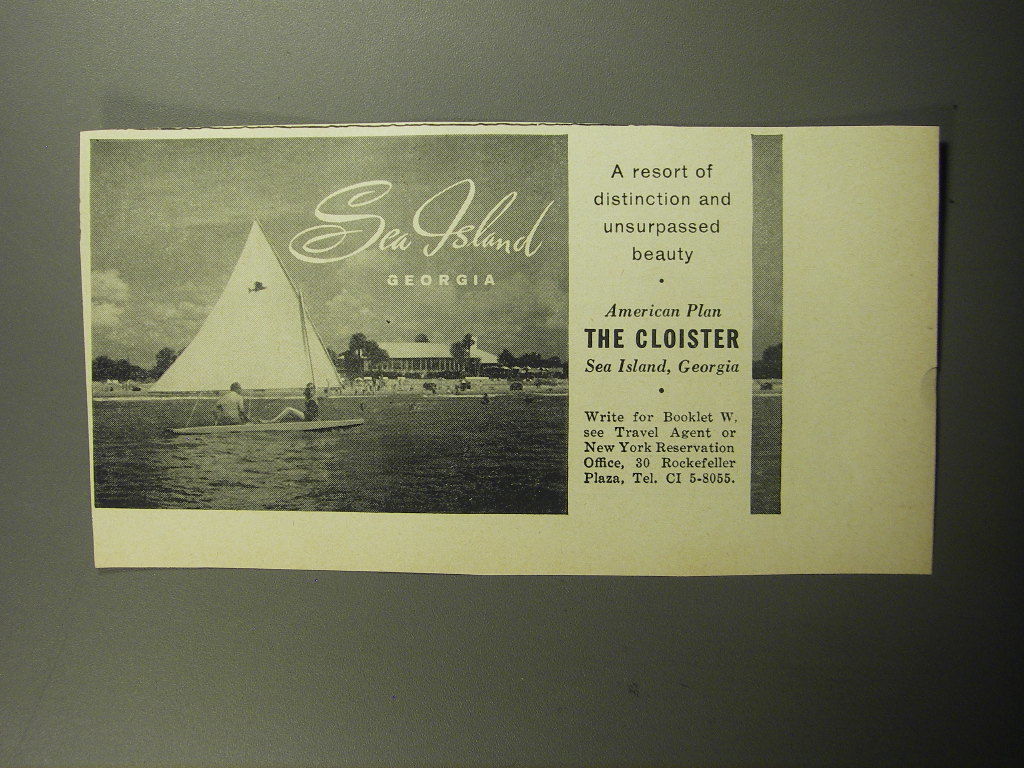 Sea Island
GEORGIA
A resort of
distinction and
unsurpassed
beauty
•
American Plan
THE CLOISTER
Sea Island, Georgia
•
Write for Booklet W,
see Travel Agent or
New York Reservation
Office, 30 Rockefeller
Plaza, Tel. CI 5-8055.